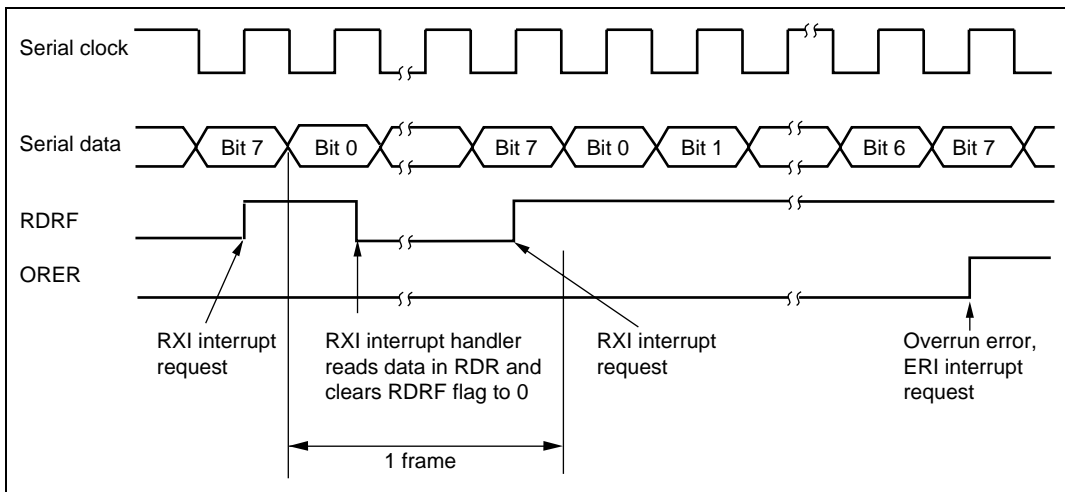 Serial clock
Serial data
Bit 7
Bit 0
Bit 7
Bit 0
Bit 1
Bit 6
Bit 7
RDRF
ORER
RXI interrupt
request
RXI interrupt handler
reads data in RDR and
clears RDRF flag to 0
RXI interrupt
request
Overrun error,
ERI interrupt
request
1 frame